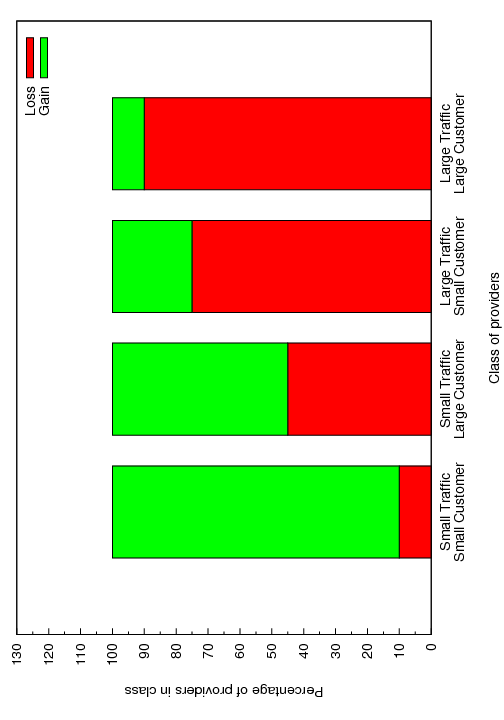 Loss
Gain
130
120
110
100
90
80
70
60
50
40
30
20
10
0
Percentage of providers in class
Small Traffic
Small Customer
Small Traffic
Large Customer
Large Traffic
Small Customer
Large Traffic
Large Customer
Class of providers